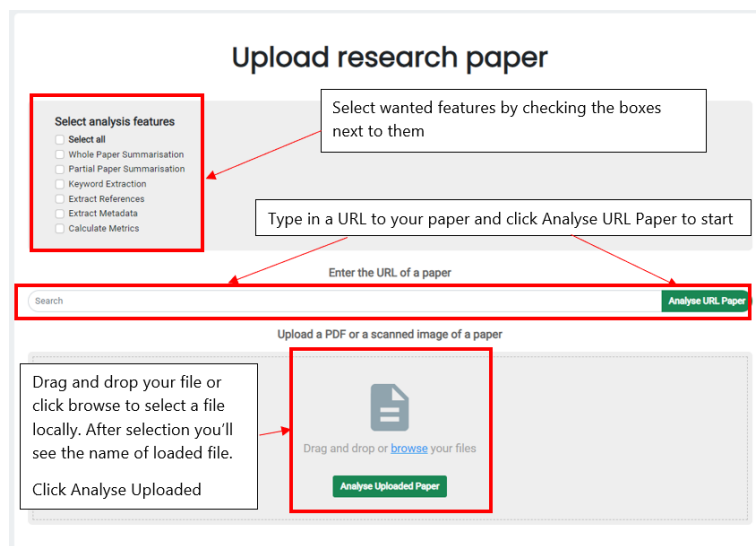 Upload research paper
Select analysis features
Select all
Whole Paper Summarisation
Partial Paper Summarisation
Keyword Extraction
Extract References
Extract Metadata
Calculate Metrics
Select wanted features by checking the boxes
next to them
Type in a URL to your paper and click Analyse URL Paper to start
Enter the URL of a paper
Search
Analyse URL Paper
Upload a PDF or a scanned image of a paper
Drag and drop your file or
click browse to select a file
locally. After selection you’ll
see the name of loaded file.
Click Analyse Uploaded
Drag and drop or browse your files
Analyse Uploaded Paper